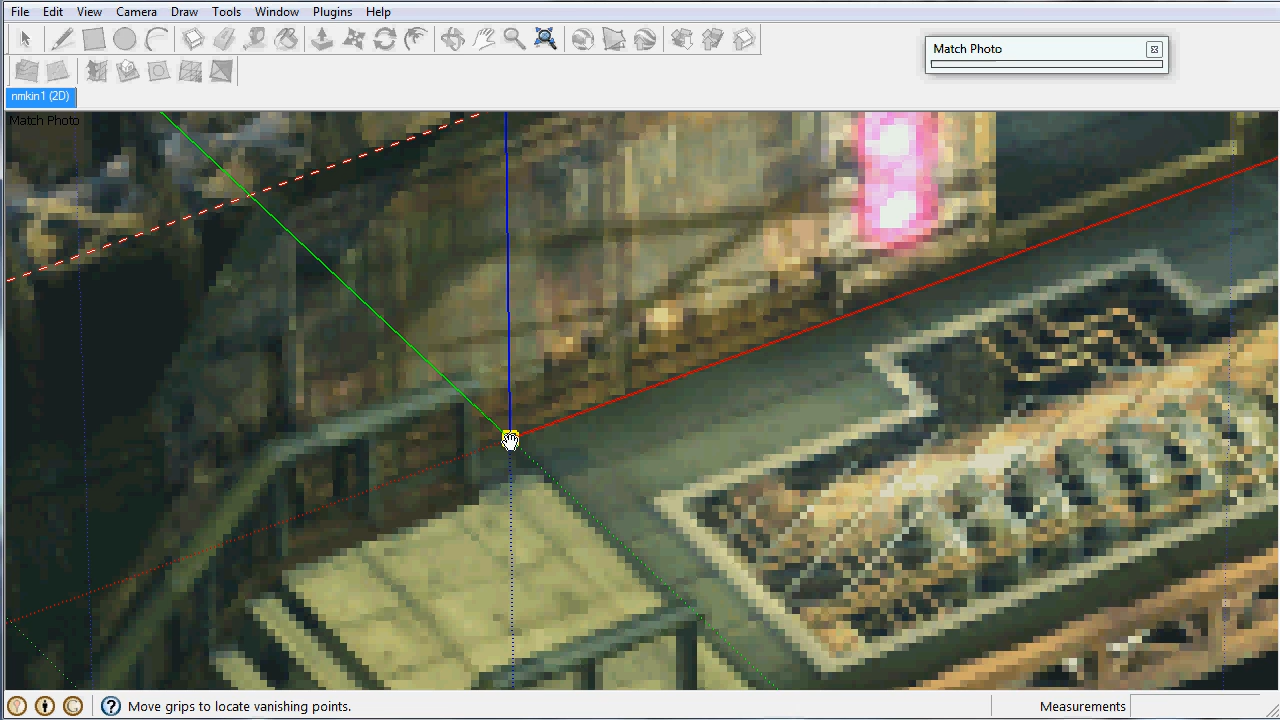 File Edit View Camera Draw Tools Window Plugins Help
Match Photo
nmkin1 (2D)
Match Photo
Move grips to locate vanishing points.
Measurements